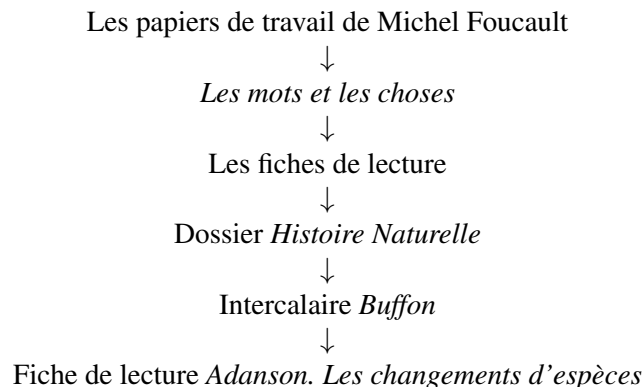 Les papiers de travail de Michel Foucault
↓
Les mots et les choses
↓
Les fiches de lecture
↓
Dossier Histoire Naturelle
↓
Intercalaire Buffon
↓
Fiche de lecture Adanson. Les changements d'espèces